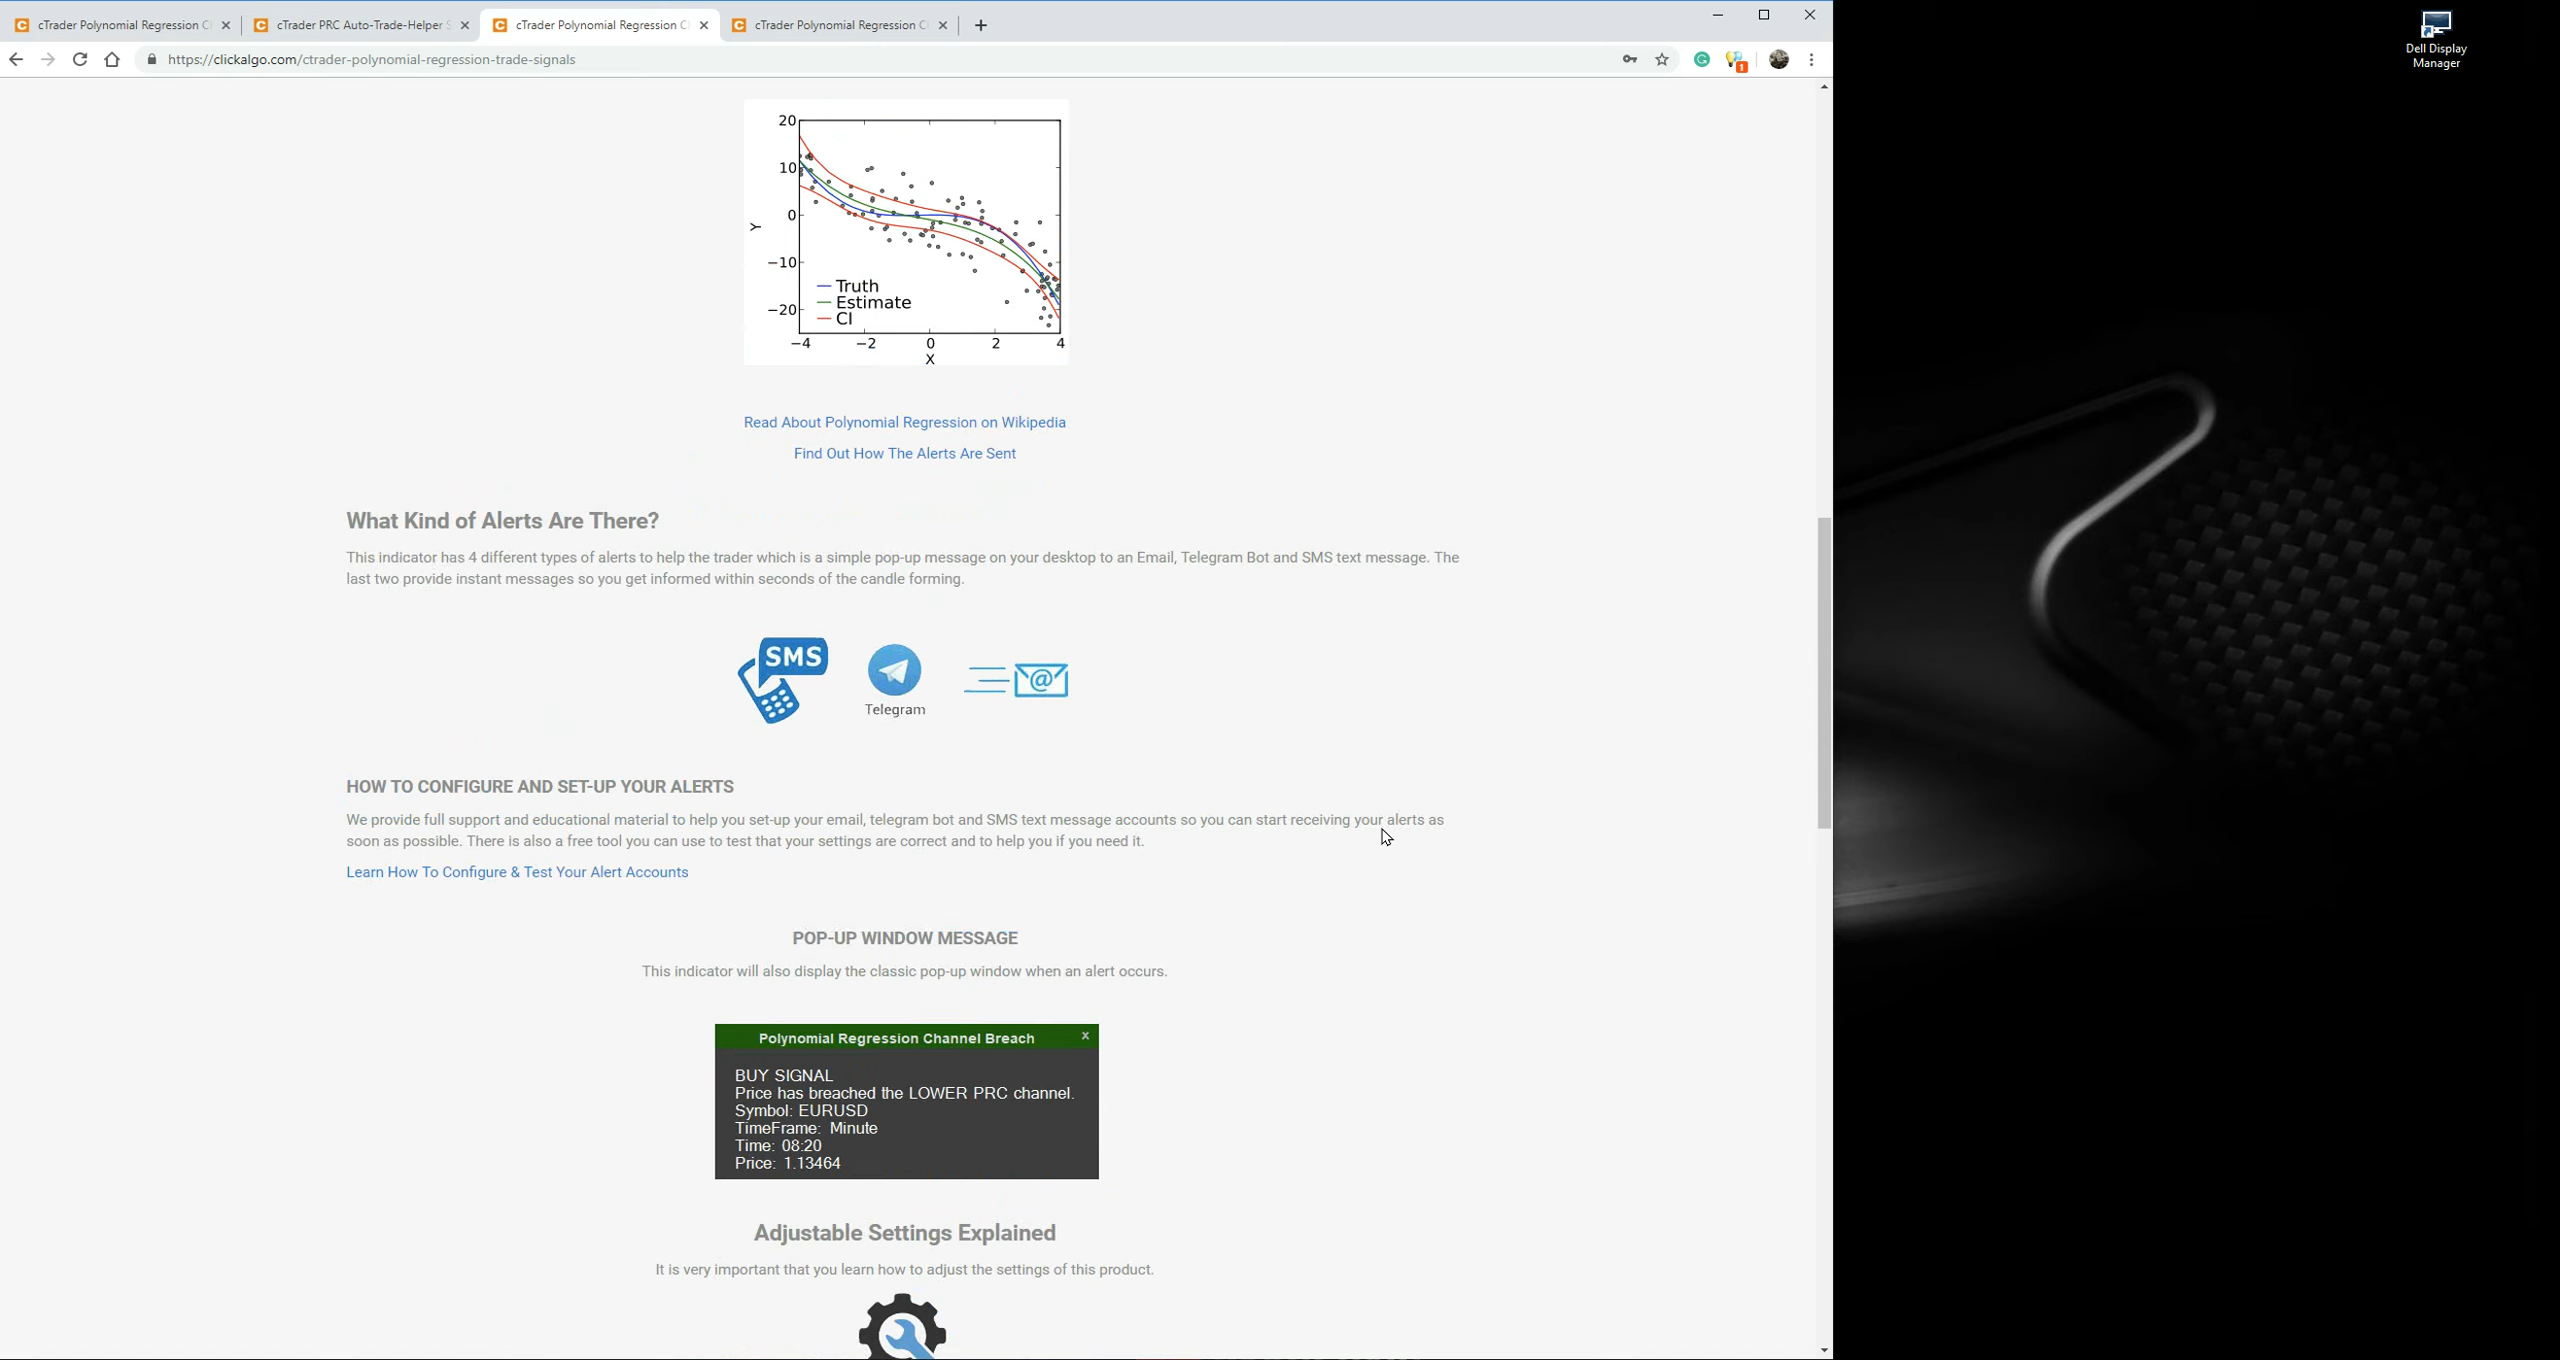 cTrader Polynomial Regression C
cTrader PRC Auto-Trade-Helper S
cTrader Polynomial Regression C
cTrader Polynomial Regression C
https://clickalgo.com/ctrader-polynomial-regression-trade-signals
1
Dell Display
Manager
20
10
0
−10
−20
Y
Truth
Estimate
CI
−4 −2 0 2 4
X
Read About Polynomial Regression on Wikipedia
Find Out How The Alerts Are Sent
What Kind of Alerts Are There?
This indicator has 4 different types of alerts to help the trader which is a simple pop-up message on your desktop to an Email, Telegram Bot and SMS text message. The
last two provide instant messages so you get informed within seconds of the candle forming.
SMS
Telegram
@
HOW TO CONFIGURE AND SET-UP YOUR ALERTS
We provide full support and educational material to help you set-up your email, telegram bot and SMS text message accounts so you can start receiving your alerts as
soon as possible. There is also a free tool you can use to test that your settings are correct and to help you if you need it.
Learn How To Configure & Test Your Alert Accounts
POP-UP WINDOW MESSAGE
This indicator will also display the classic pop-up window when an alert occurs.
Polynomial Regression Channel Breach x
BUY SIGNAL
Price has breached the LOWER PRC channel.
Symbol: EURUSD
TimeFrame: Minute
Time: 08:20
Price: 1.13464
Adjustable Settings Explained
It is very important that you learn how to adjust the settings of this product.